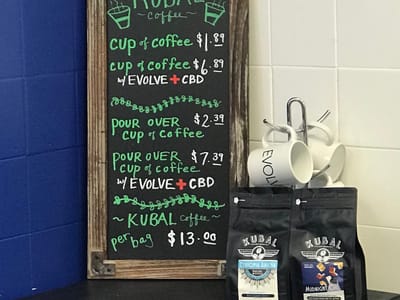 KUBAL
~ Coffee ~
cup of coffee $1.89
cup of coffee $6.89
w/ EVOLVE + CBD
pour over $2.39
cup of coffee
pour over $7.39
cup of coffee
w/ EVOLVE + CBD
~ KUBAL coffee ~
per bag $13.00
EVOLV
KUBAL
KUBAL
MIDNIGHT